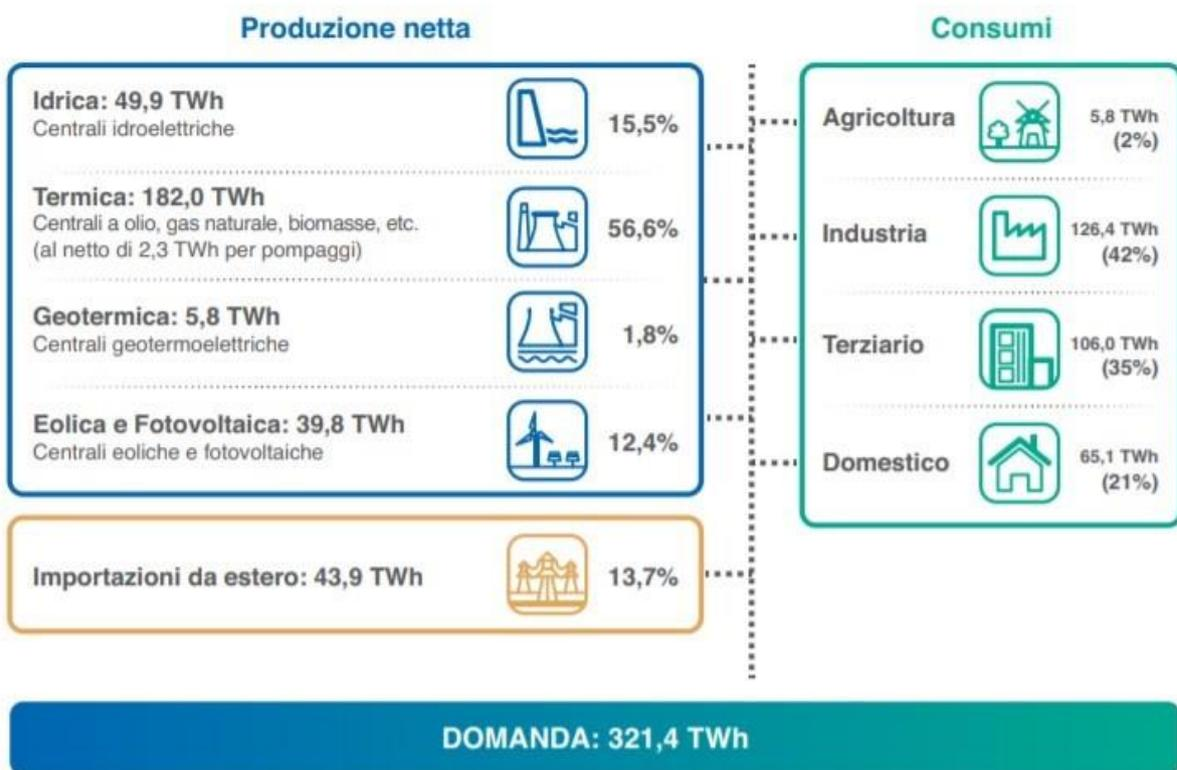 Produzione netta
Idrica: 49,9 TWh
Centrali idroelettriche
15,5%
Termica: 182,0 TWh
Centrali a olio, gas naturale, biomasse, etc.
(al netto di 2,3 TWh per pompaggi)
56,6%
Geotermica: 5,8 TWh
Centrali geotermoelettriche
1,8%
Eolica e Fotovoltaica: 39,8 TWh
Centrali eoliche e fotovoltaiche
12,4%
Importazioni da estero: 43,9 TWh
13,7%
Consumi
Agricoltura
5,8 TWh
(2%)
Industria
126,4 TWh
(42%)
Terziario
106,0 TWh
(35%)
Domestico
65,1 TWh
(21%)
DOMANDA: 321,4 TWh